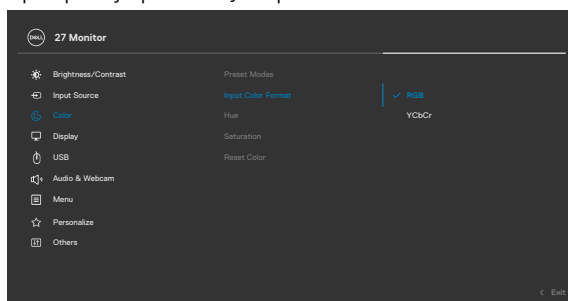 DELL 27 Monitor
Brightness/Contrast Preset Modes
Input Source Input Color Format RGB
Color Hue YCbCr
Display Saturation
USB Reset Color
Audio & Webcam
Menu
Personalize
Others
Exit